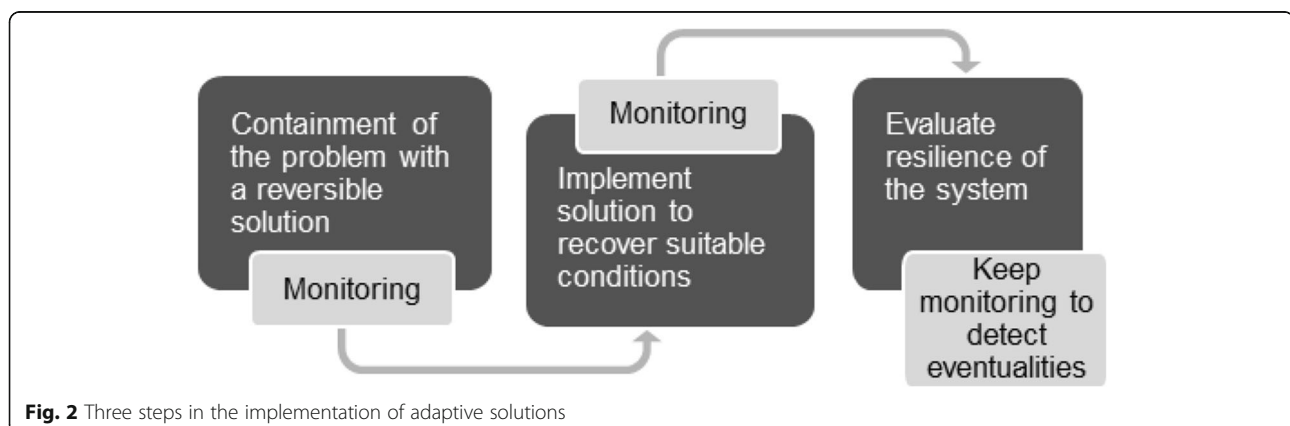 Containment of
the problem with
a reversible
solution
Monitoring
Monitoring
Implement
solution to
recover suitable
conditions
Evaluate
resilience of
the system
Keep
monitoring to
detect
eventualities
Fig. 2 Three steps in the implementation of adaptive solutions